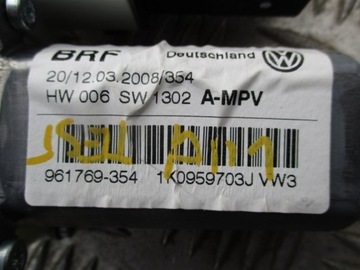 BRF Deutschland
20/12.03.2008/354
HW 006 SW 1302 A-MPV
961769-354 1K0959703J VW3